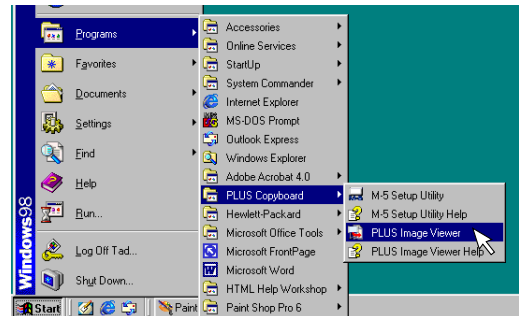 Windows98
Programs
Favorites
Documents
Settings
Find
Help
Run...
Log Off Tad...
Shut Down...
Accessories
Online Services
StartUp
System Commander
Internet Explorer
MS-DOS Prompt
Outlook Express
Windows Explorer
Adobe Acrobat 4.0
PLUS Copyboard
Hewlett-Packard
Microsoft Office Tools
Microsoft FrontPage
Microsoft Word
HTML Help Workshop
Paint Shop Pro 6
M-5 Setup Utility
M-5 Setup Utility Help
PLUS Image Viewer
PLUS Image Viewer Help
Start
Paint